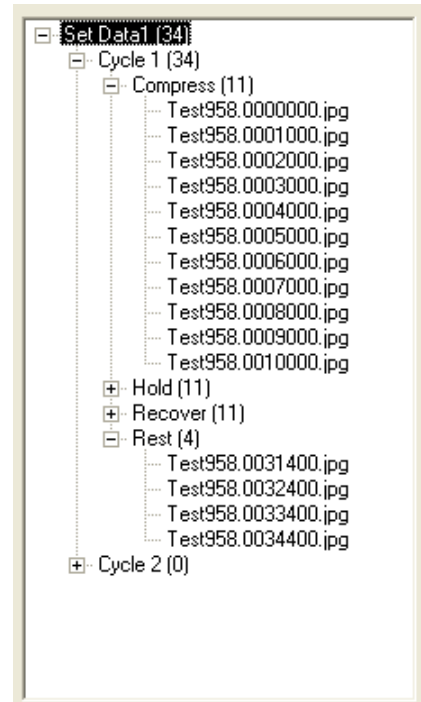 Set Data1 (34)
Cycle 1 (34)
Compress (11)
Test958.0000000.jpg
Test958.0001000.jpg
Test958.0002000.jpg
Test958.0003000.jpg
Test958.0004000.jpg
Test958.0005000.jpg
Test958.0006000.jpg
Test958.0007000.jpg
Test958.0008000.jpg
Test958.0009000.jpg
Test958.0010000.jpg
Hold (11)
Recover (11)
Rest (4)
Test958.0031400.jpg
Test958.0032400.jpg
Test958.0033400.jpg
Test958.0034400.jpg
Cycle 2 (0)